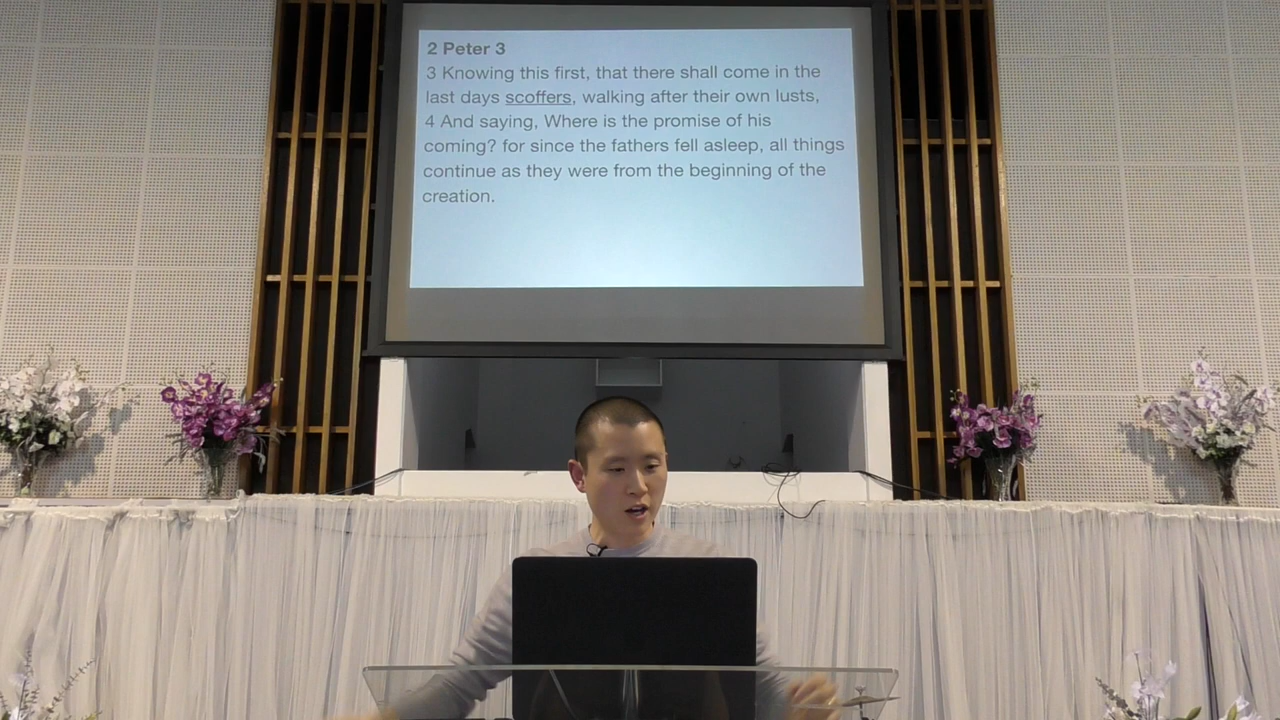 2 Peter 3
3 Knowing this first, that there shall come in the
last days scoffers, walking after their own lusts,
4 And saying, Where is the promise of his
coming? for since the fathers fell asleep, all things
continue as they were from the beginning of the
creation.